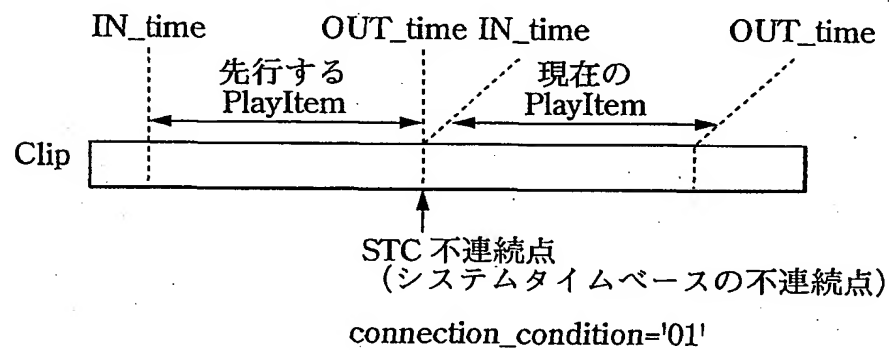 IN_time OUT_time IN_time OUT_time
先行する 現在の
PlayItem PlayItem
Clip
STC 不連続点
(システムタイムベースの不連続点)
connection_condition='01'